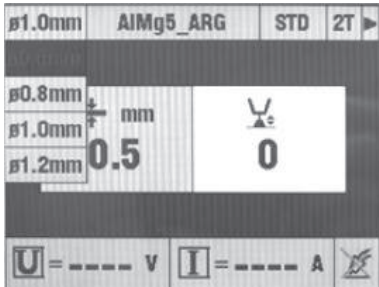 ø1.0mm AlMg5_ARG STD 2T
ø0.8mm
ø1.0mm mm
ø1.2mm 0.5 0
U=---- V I=---- A